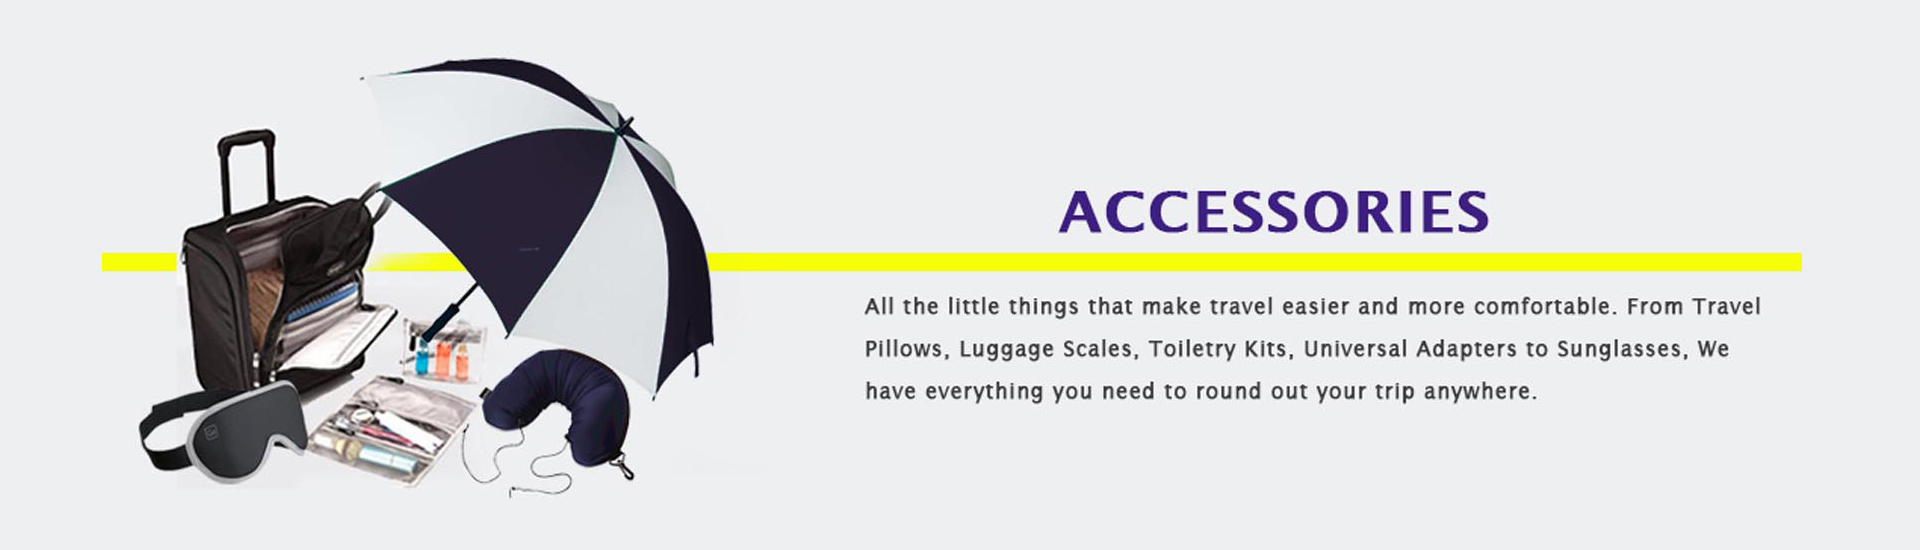 ACCESSORIES
All the little things that make travel easier and more comfortable. From Travel
Pillows, Luggage Scales, Toiletry Kits, Universal Adapters to Sunglasses, We
have everything you need to round out your trip anywhere.